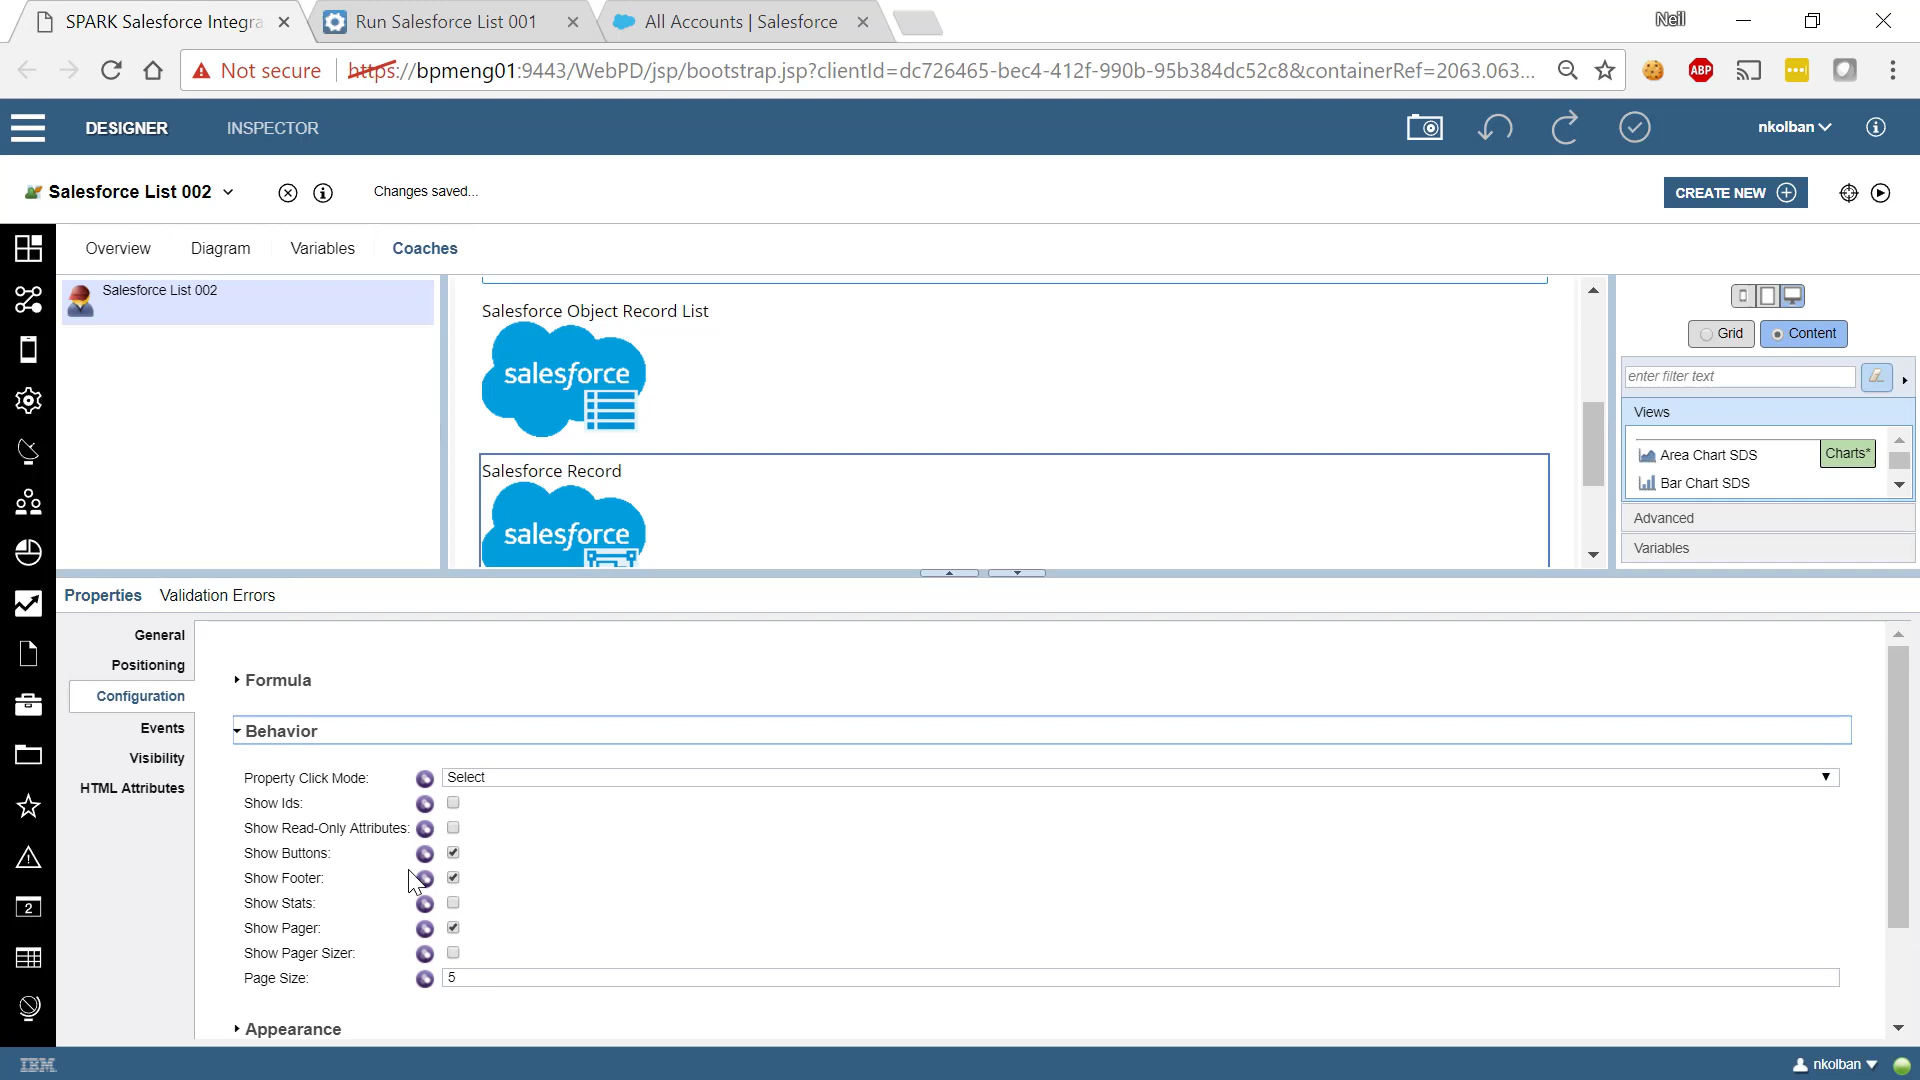 SPARK Salesforce Integra
Run Salesforce List 001
All Accounts | Salesforce
Neil
Not secure
https://bpmeng01:9443/WebPD/jsp/bootstrap.jsp?clientId=dc726465-bec4-412f-990b-95b384dc52c8&containerRef=2063.063...
ABP
DESIGNER
INSPECTOR
nkolban
Salesforce List 002
Changes saved...
CREATE NEW
Overview
Diagram
Variables
Coaches
Salesforce List 002
Salesforce Object Record List
salesforce
Salesforce Record
salesforce
Grid
Content
enter filter text
Views
Area Chart SDS
Charts*
Bar Chart SDS
Advanced
Variables
Properties
Validation Errors
General
Positioning
Configuration
Events
Visibility
HTML Attributes
2
Formula
Behavior
Property Click Mode:
Select
Show Ids:
Show Read-Only Attributes:
Show Buttons:
Show Footer:
Show Stats:
Show Pager:
Show Pager Sizer:
Page Size:
5
Appearance
IBM
nkolban